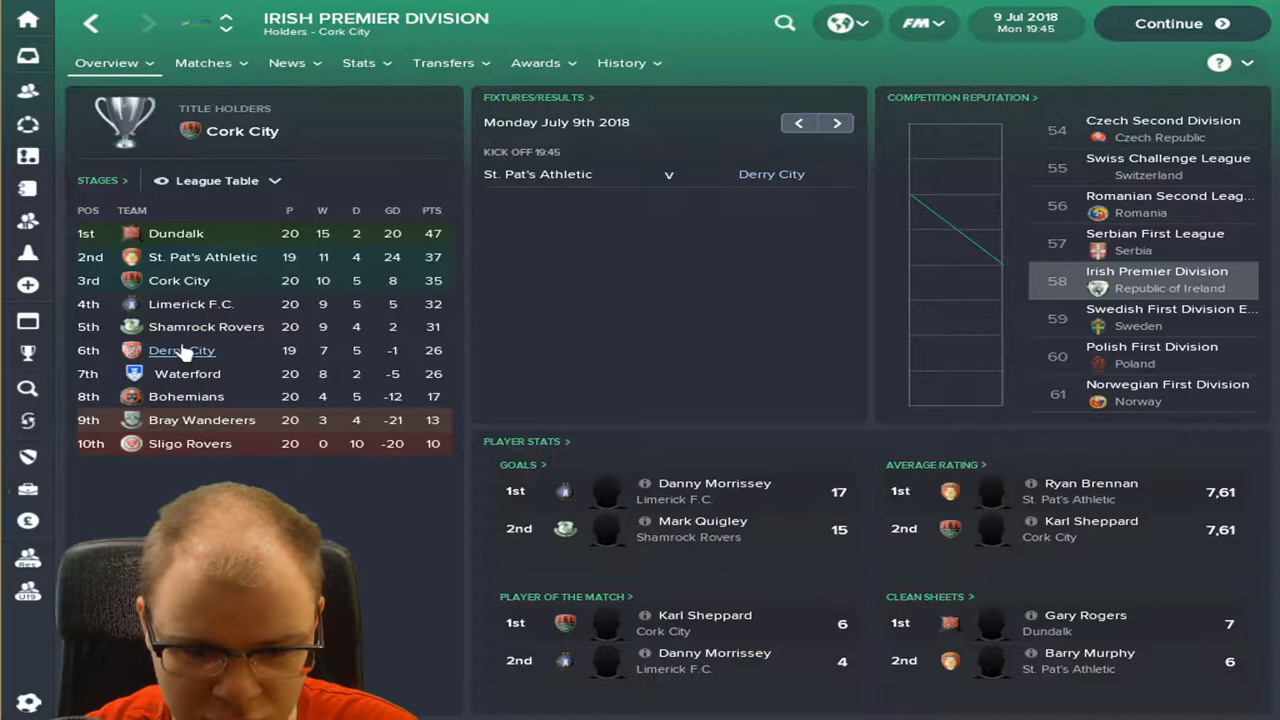 IRISH PREMIER DIVISION
Holders - Cork City
FM
9 Jul 2018
Mon 19:45
Continue
Overview
Matches
News
Stats
Transfers
Awards
History
?
TITLE HOLDERS
Cork City
STAGES >
League Table
POS TEAM P W D GD PTS
1st Dundalk 20 15 2 20 47
2nd St. Pat's Athletic 19 11 4 24 37
3rd Cork City 20 10 5 8 35
4th Limerick F.C. 20 9 5 5 32
5th Shamrock Rovers 20 9 4 2 31
6th Derry City 19 7 5 -1 26
7th Waterford 20 8 2 -5 26
8th Bohemians 20 4 5 -12 17
9th Bray Wanderers 20 3 4 -21 13
10th Sligo Rovers 20 0 10 -20 10
FIXTURES/RESULTS >
Monday July 9th 2018
KICK OFF 19:45
St. Pat's Athletic v Derry City
COMPETITION REPUTATION >
54 Czech Second Division
Czech Republic
55 Swiss Challenge League
Switzerland
56 Romanian Second Leag...
Romania
57 Serbian First League
Serbia
58 Irish Premier Division
Republic of Ireland
59 Swedish First Division E...
Sweden
60 Polish First Division
Poland
61 Norwegian First Division
Norway
PLAYER STATS >
GOALS >
1st Danny Morrissey 17
Limerick F.C.
2nd Mark Quigley 15
Shamrock Rovers
AVERAGE RATING >
1st Ryan Brennan 7,61
St. Pat's Athletic
2nd Karl Sheppard 7,61
Cork City
PLAYER OF THE MATCH >
1st Karl Sheppard 6
Cork City
2nd Danny Morrissey 4
Limerick F.C.
CLEAN SHEETS >
1st Gary Rogers 7
Dundalk
2nd Barry Murphy 6
St. Pat's Athletic
Res
U19